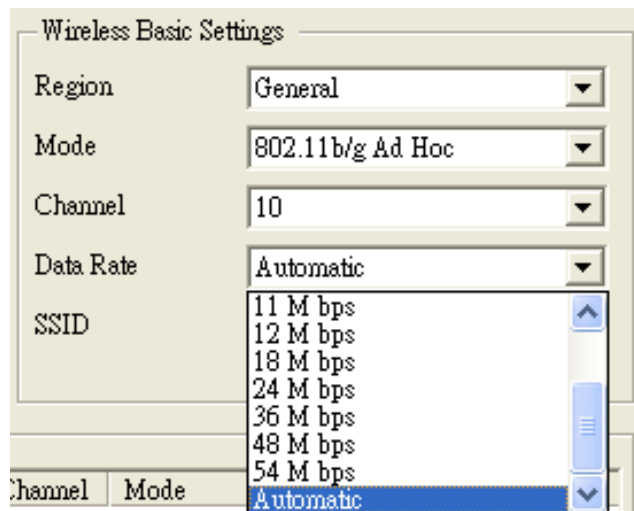 Wireless Basic Settings
Region General
Mode 802.11b/g Ad Hoc
Channel 10
Data Rate Automatic
SSID
11 M bps
12 M bps
18 M bps
24 M bps
36 M bps
48 M bps
54 M bps
Automatic
Channel Mode